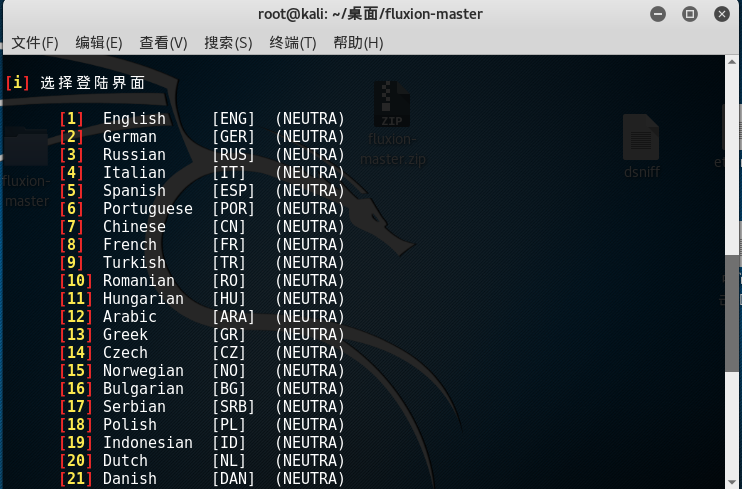 root@kali: ~/桌面/fluxion-master
文件(F) 编辑(E) 查看(V) 搜索(S) 终端(T) 帮助(H)
[i] 选择登陆界面
[1] English [ENG] (NEUTRA)
[2] German [GER] (NEUTRA)
[3] Russian [RUS] (NEUTRA)
[4] Italian [IT] (NEUTRA)
[5] Spanish [ESP] (NEUTRA)
[6] Portuguese [POR] (NEUTRA)
[7] Chinese [CN] (NEUTRA)
[8] French [FR] (NEUTRA)
[9] Turkish [TR] (NEUTRA)
[10] Romanian [RO] (NEUTRA)
[11] Hungarian [HU] (NEUTRA)
[12] Arabic [ARA] (NEUTRA)
[13] Greek [GR] (NEUTRA)
[14] Czech [CZ] (NEUTRA)
[15] Norwegian [NO] (NEUTRA)
[16] Bulgarian [BG] (NEUTRA)
[17] Serbian [SRB] (NEUTRA)
[18] Polish [PL] (NEUTRA)
[19] Indonesian [ID] (NEUTRA)
[20] Dutch [NL] (NEUTRA)
[21] Danish [DAN] (NEUTRA)
fluxion-
master
ZIP
fluxion-
master.zip
dsniff